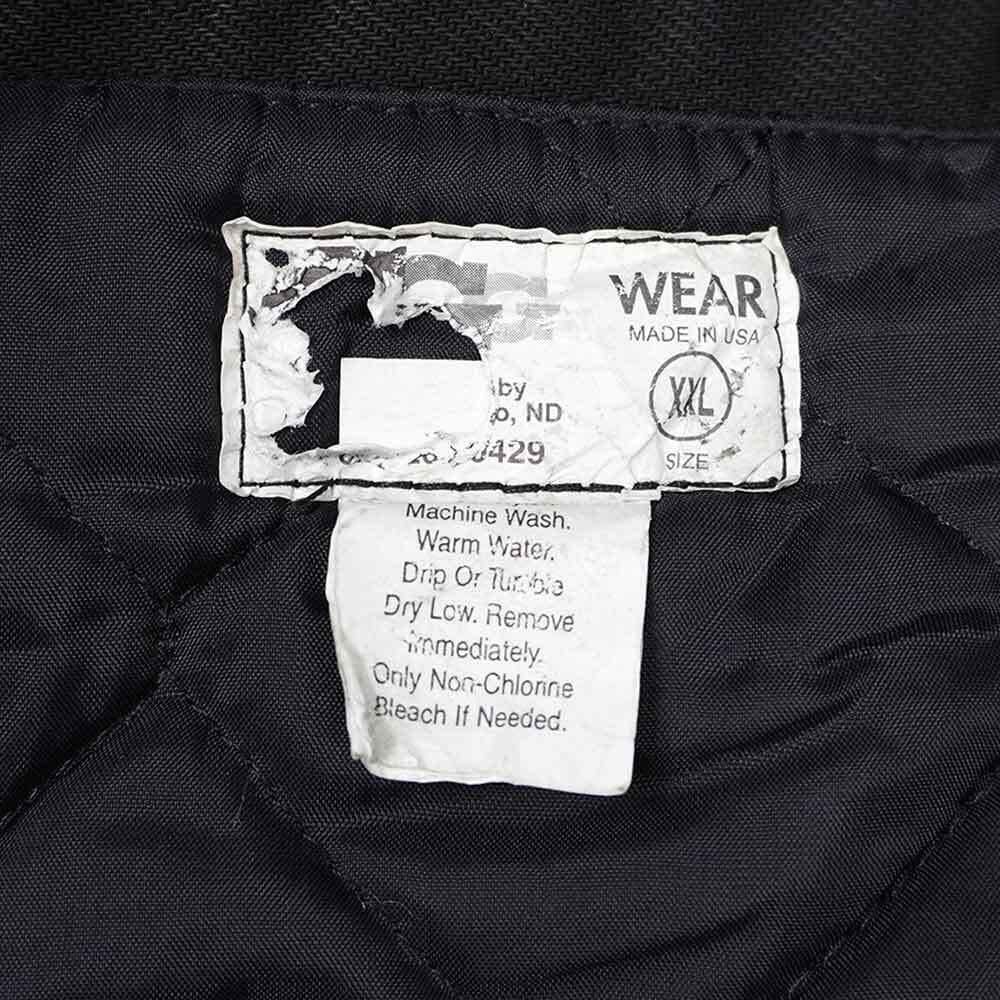 WEAR
MADE IN USA
XXL
SIZE
by
, ND
429
Machine Wash.
Warm Water.
Drip Or Tumble
Dry Low. Remove
Immediately.
Only Non-Chlorine
Bleach If Needed.